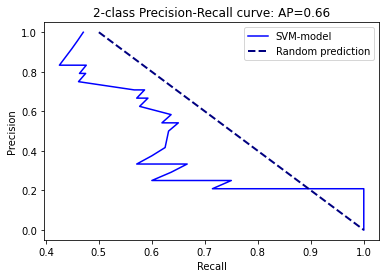 2-class Precision-Recall curve: AP=0.66
SVM-model
Random prediction
Precision
1.0
0.8
0.6
0.4
0.2
0.0
0.4 0.5 0.6 0.7 0.8 0.9 1.0
Recall